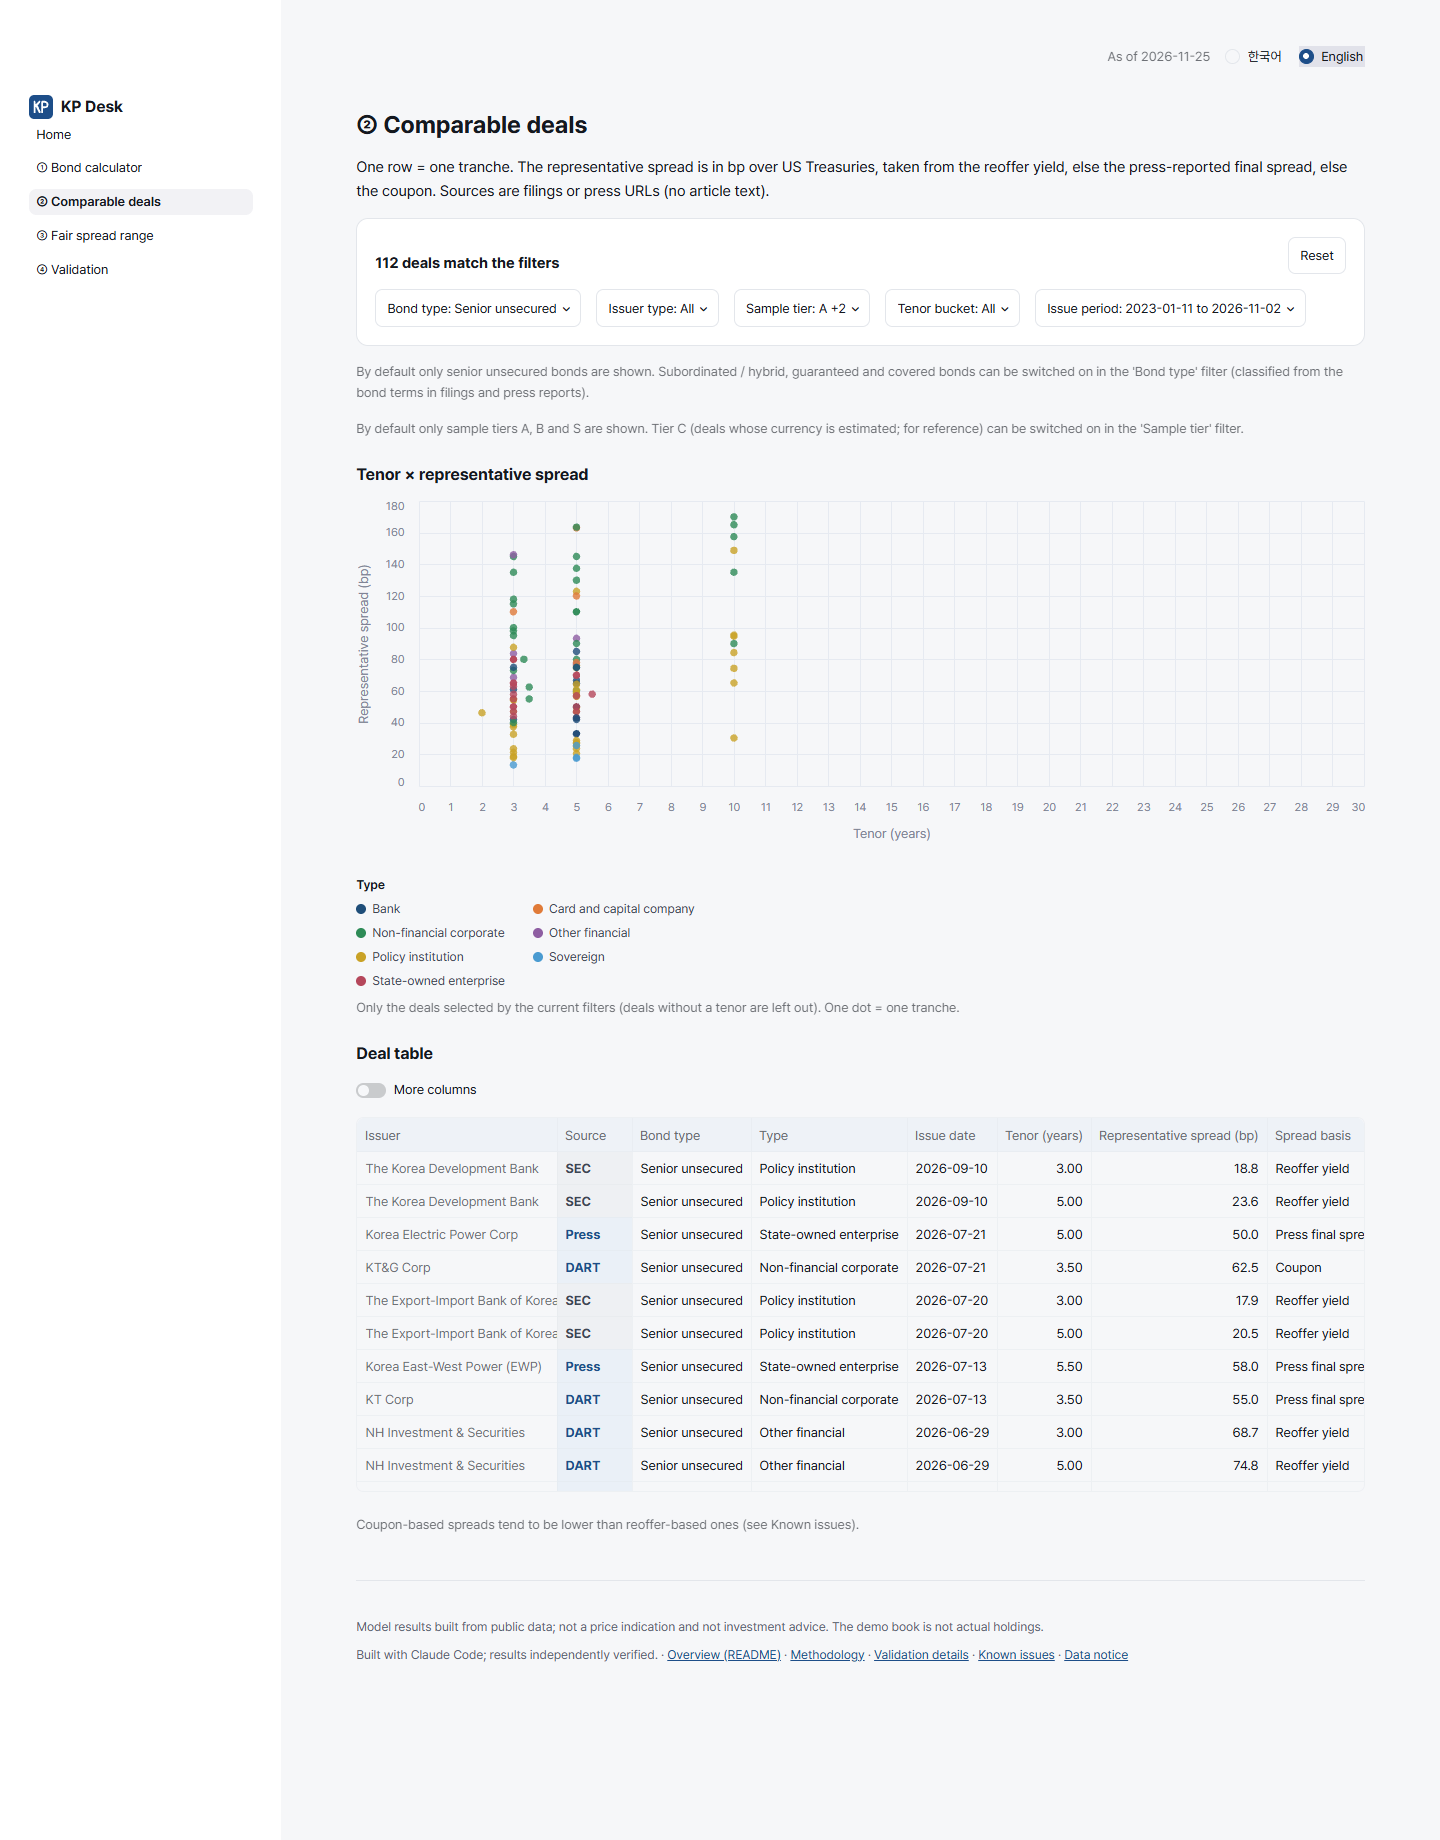 As of 2026-11-25 한국어 English
KP KP Desk
Home
① Bond calculator
② Comparable deals
③ Fair spread range
④ Validation
② Comparable deals
One row = one tranche. The representative spread is in bp over US Treasuries, taken from the reoffer yield, else the press-reported final spread, else
the coupon. Sources are filings or press URLs (no article text).
112 deals match the filters
Reset
Bond type: Senior unsecured Issuer type: All Sample tier: A +2 Tenor bucket: All Issue period: 2023-01-11 to 2026-11-02
By default only senior unsecured bonds are shown. Subordinated / hybrid, guaranteed and covered bonds can be switched on in the 'Bond type' filter (classified from the
bond terms in filings and press reports).
By default only sample tiers A, B and S are shown. Tier C (deals whose currency is estimated; for reference) can be switched on in the 'Sample tier' filter.
Tenor × representative spread
Representative spread (bp)
180
160
140
120
100
80
60
40
20
0
0 1 2 3 4 5 6 7 8 9 10 11 12 13 14 15 16 17 18 19 20 21 22 23 24 25 26 27 28 29 30
Tenor (years)
Type
Bank Card and capital company
Non-financial corporate Other financial
Policy institution Sovereign
State-owned enterprise
Only the deals selected by the current filters (deals without a tenor are left out). One dot = one tranche.
Deal table
More columns
Issuer Source Bond type Type Issue date Tenor (years) Representative spread (bp) Spread basis
The Korea Development Bank SEC Senior unsecured Policy institution 2026-09-10 3.00 18.8 Reoffer yield
The Korea Development Bank SEC Senior unsecured Policy institution 2026-09-10 5.00 23.6 Reoffer yield
Korea Electric Power Corp Press Senior unsecured State-owned enterprise 2026-07-21 5.00 50.0 Press final spre
KT&G Corp DART Senior unsecured Non-financial corporate 2026-07-21 3.50 62.5 Coupon
The Export-Import Bank of Korea SEC Senior unsecured Policy institution 2026-07-20 3.00 17.9 Reoffer yield
The Export-Import Bank of Korea SEC Senior unsecured Policy institution 2026-07-20 5.00 20.5 Reoffer yield
Korea East-West Power (EWP) Press Senior unsecured State-owned enterprise 2026-07-13 5.50 58.0 Press final spre
KT Corp DART Senior unsecured Non-financial corporate 2026-07-13 3.50 55.0 Press final spre
NH Investment & Securities DART Senior unsecured Other financial 2026-06-29 3.00 68.7 Reoffer yield
NH Investment & Securities DART Senior unsecured Other financial 2026-06-29 5.00 74.8 Reoffer yield
Coupon-based spreads tend to be lower than reoffer-based ones (see Known issues).
Model results built from public data; not a price indication and not investment advice. The demo book is not actual holdings.
Built with Claude Code; results independently verified. · Overview (README) · Methodology · Validation details · Known issues · Data notice